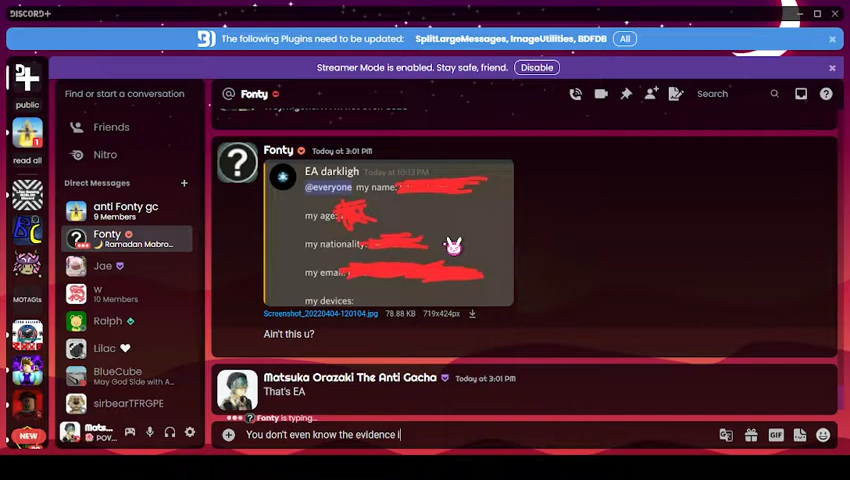 DISCORD+
The following Plugins need to be updated: SplitLargeMessages, ImageUtilities, BDFDB All
Streamer Mode is enabled. Stay safe, friend. Disable
public
read all
MOTAGIs
NEW
Find or start a conversation
Friends
Nitro
Direct Messages
anti Fonty gc
9 Members
Fonty
Ramadan Mabro...
Jae
w
10 Members
Ralph
Lilac
BlueCube
May God Side with A...
sirbearTFRGPE
Mats...
POV...
@ Fonty
Search
Fonty Today at 3:01 PM
EA darkligh Today at 10:13 PM
@everyone my name:
my age:
my nationality:
my email:
my devices:
Screenshot_20220404-120104.jpg 78.88 KB 719x424px
Ain't this u?
Matsuka Orazaki The Anti Gacha Today at 3:01 PM
That's EA
Fonty is typing...
You don't even know the evidence I
GIF